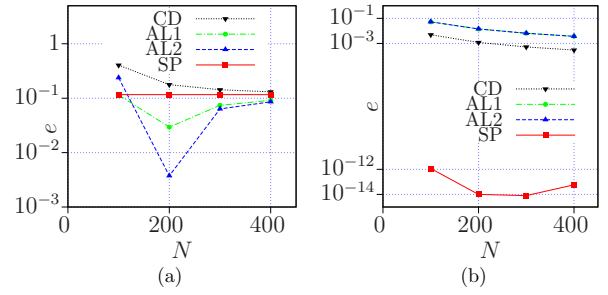 1
10^{-1}
10^{-2}
10^{-3}
e
CD
AL1
AL2
SP
0
200
400
N
(a)
10^{-1}
10^{-3}
10^{-12}
10^{-14}
e
CD
AL1
AL2
SP
0
200
400
N
(b)